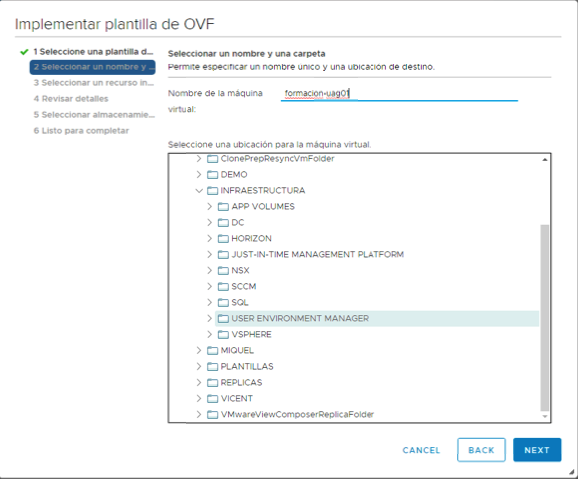 Implementar plantilla de OVF
1 Seleccione una plantilla d...
2 Seleccionar un nombre y ...
3 Seleccionar un recurso in...
4 Revisar detalles
5 Seleccionar almacenamie...
6 Listo para completar
Seleccionar un nombre y una carpeta
Permite especificar un nombre único y una ubicación de destino.
Nombre de la máquina formacion-uag01
virtual:
Seleccione una ubicación para la máquina virtual.
ClonePrepResyncVmFolder
DEMO
INFRAESTRUCTURA
APP VOLUMES
DC
HORIZON
JUST-IN-TIME MANAGEMENT PLATFORM
NSX
SCCM
SQL
USER ENVIRONMENT MANAGER
VSPHERE
MIQUEL
PLANTILLAS
REPLICAS
VICENT
VMwareViewComposerReplicaFolder
CANCEL BACK NEXT